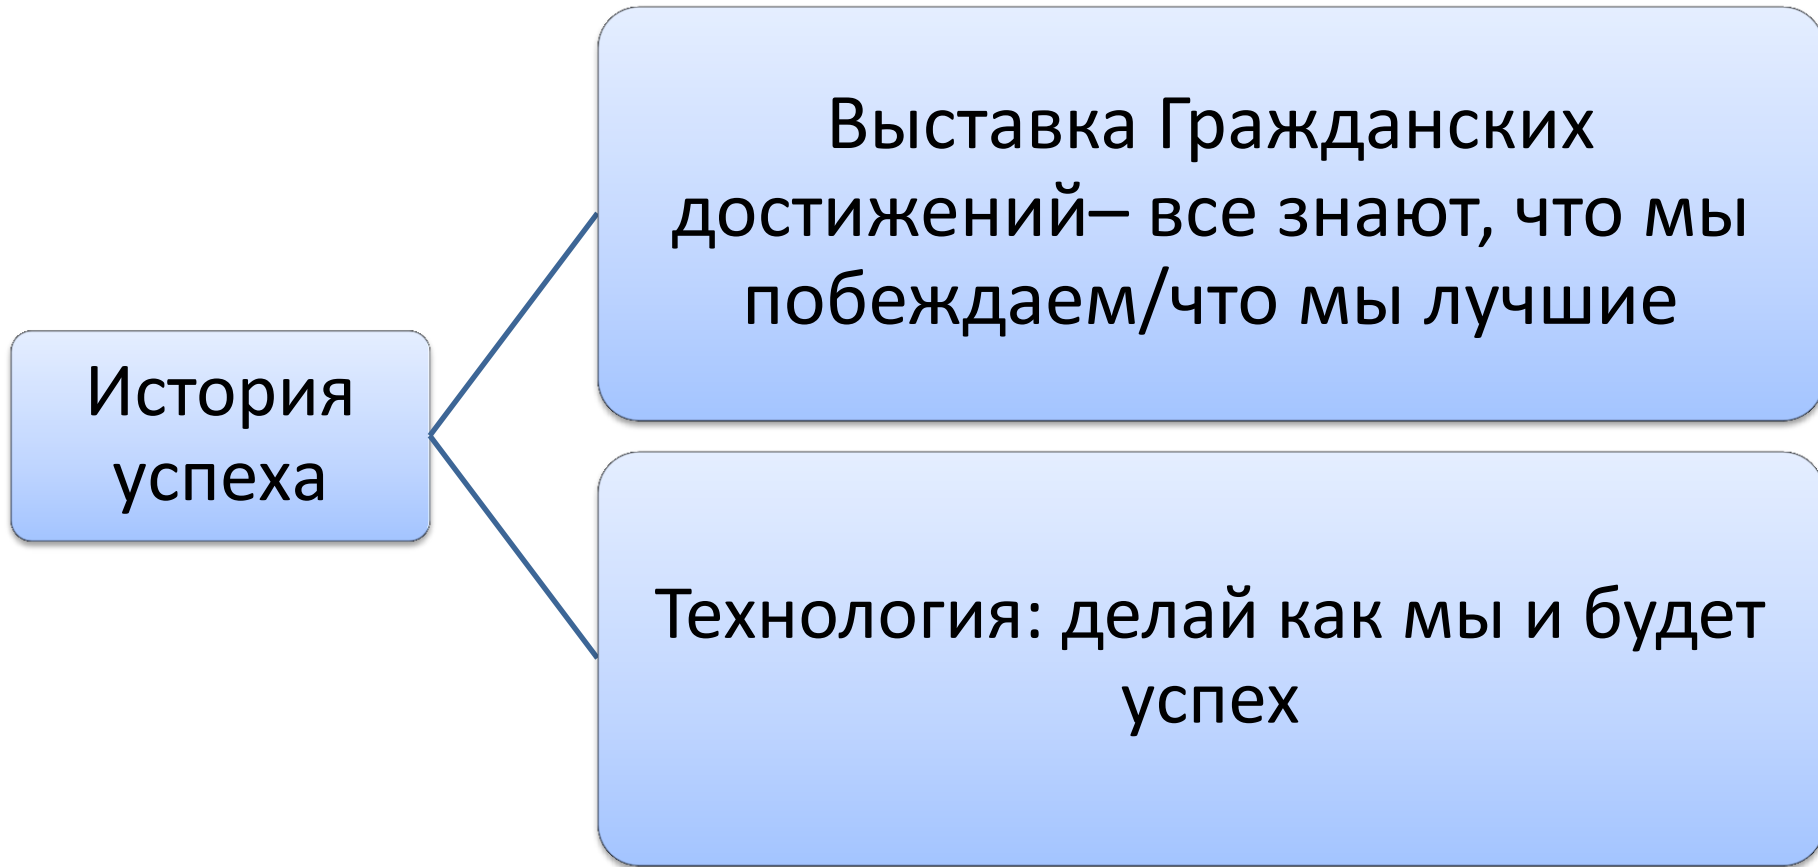 История
успеха
Выставка Гражданских
достижений– все знают, что мы
побеждаем/что мы лучшие
Технология: делай как мы и будет
успех